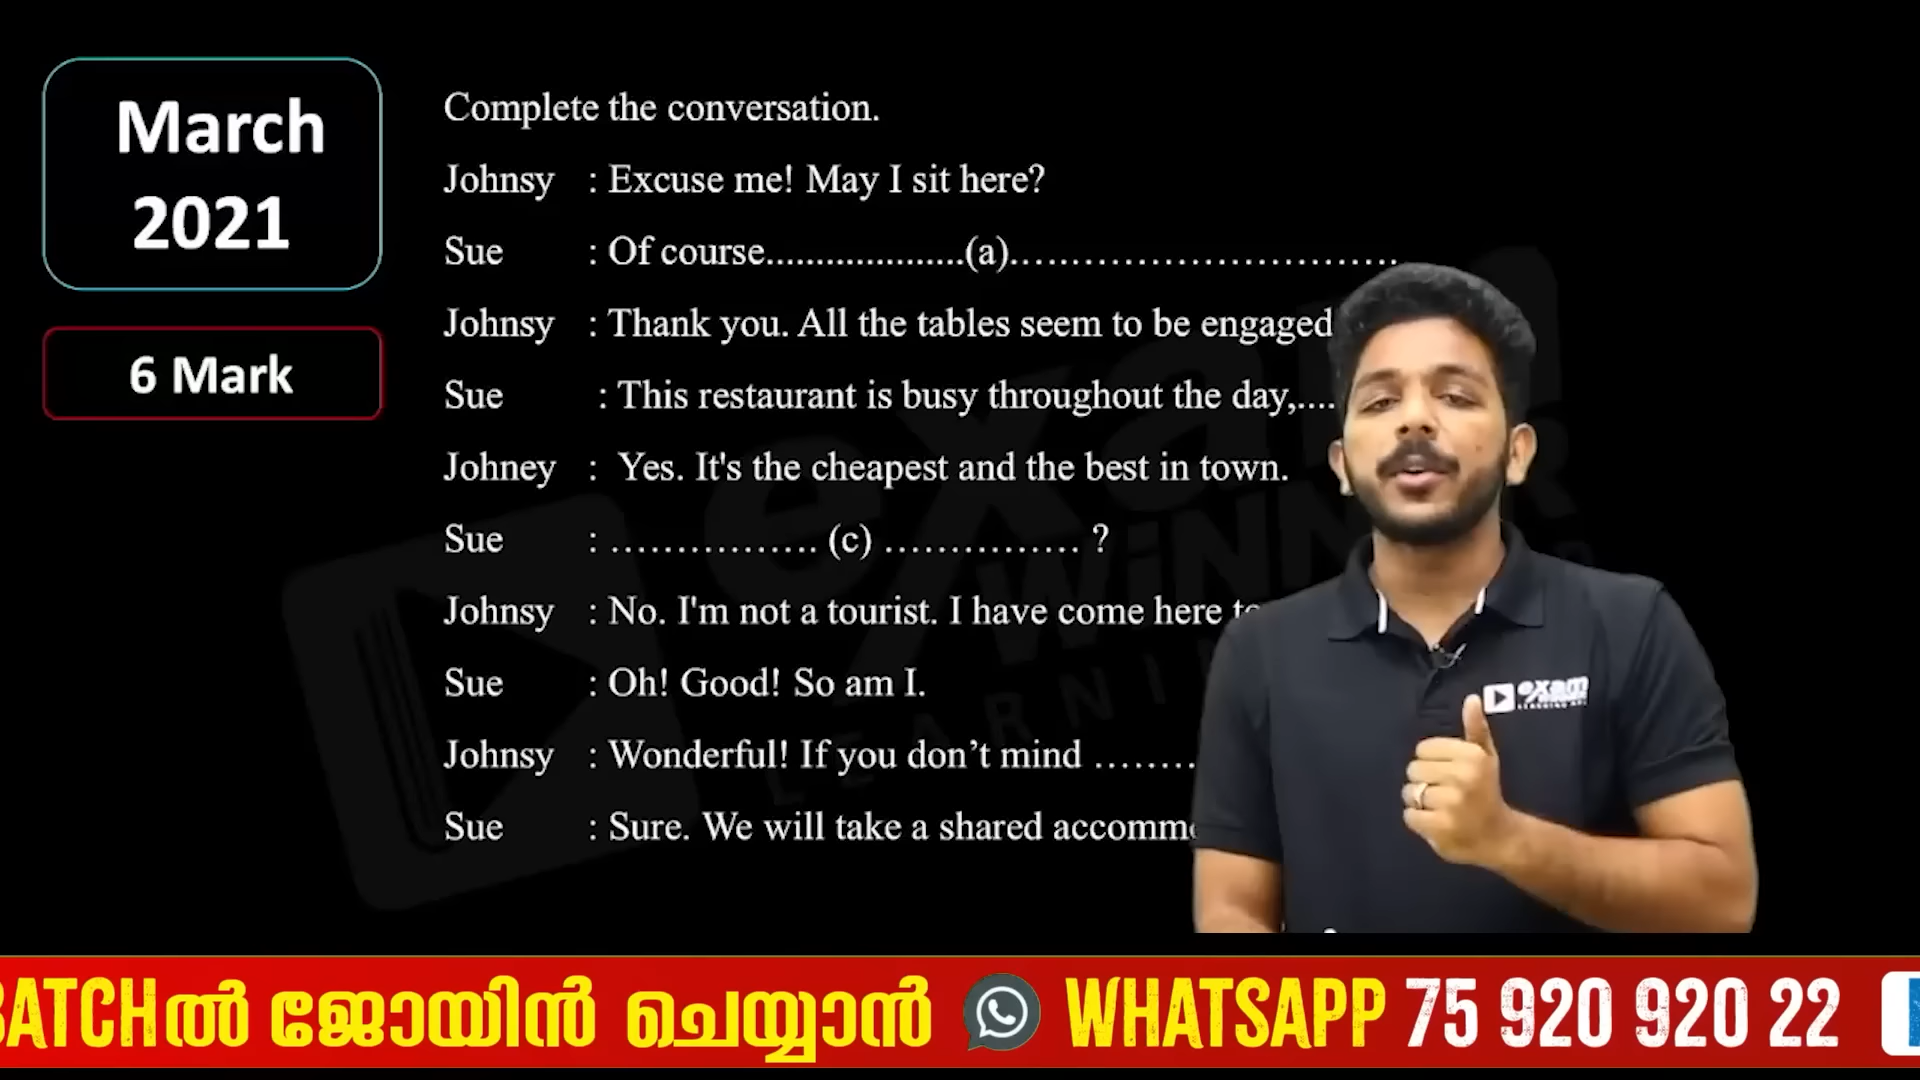 March
2021
6 Mark
Complete the conversation.
Johnsy : Excuse me! May I sit here?
Sue : Of course....................(a)................................
Johnsy : Thank you. All the tables seem to be engaged
Sue : This restaurant is busy throughout the day,....
Johney : Yes. It's the cheapest and the best in town.
Sue : ................ (c) ............... ?
Johnsy : No. I'm not a tourist. I have come here
Sue : Oh! Good! So am I.
Johnsy : Wonderful! If you don’t mind ........
Sue : Sure. We will take a shared
exam
BATCHൽ ജോയിൻ ചെയ്യാൻ WHATSAPP 75 920 920 22